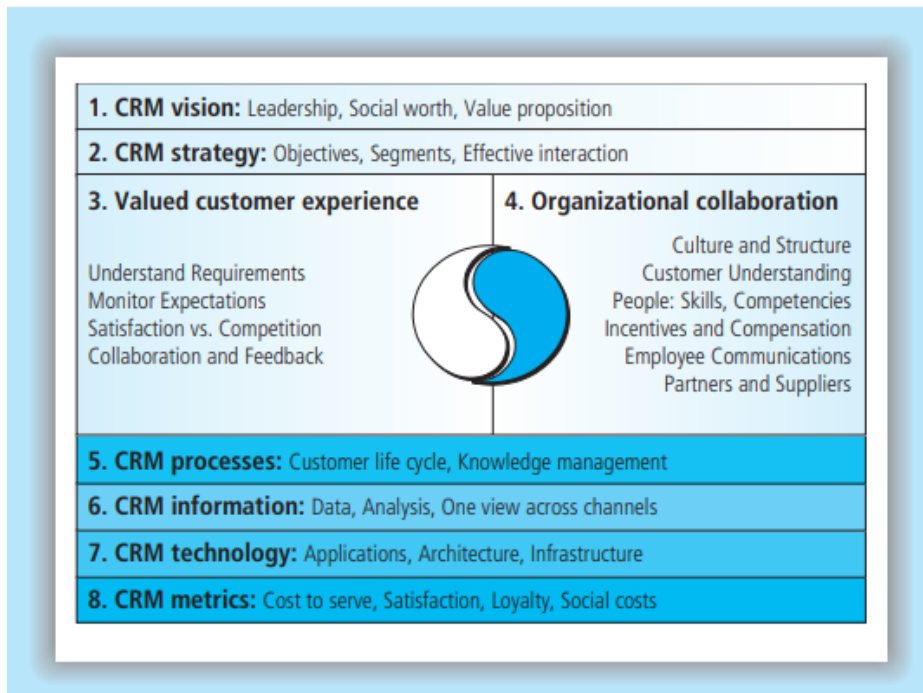 1. CRM vision: Leadership, Social worth, Value proposition
2. CRM strategy: Objectives, Segments, Effective interaction
3. Valued customer experience
Understand Requirements
Monitor Expectations
Satisfaction vs. Competition
Collaboration and Feedback
4. Organizational collaboration
Culture and Structure
Customer Understanding
People: Skills, Competencies
Incentives and Compensation
Employee Communications
Partners and Suppliers
5. CRM processes: Customer life cycle, Knowledge management
6. CRM information: Data, Analysis, One view across channels
7. CRM technology: Applications, Architecture, Infrastructure
8. CRM metrics: Cost to serve, Satisfaction, Loyalty, Social costs